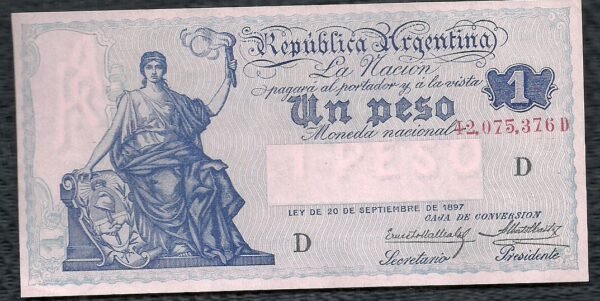 República Argentina
La Nación
pagará al portador y á la vista
Un peso
1
Moneda nacional
42,075,376 D
1 PESO
D
LEY DE 20 DE SEPTIEMBRE DE 1897
CAJA DE CONVERSION
D
Secretario
Presidente
1